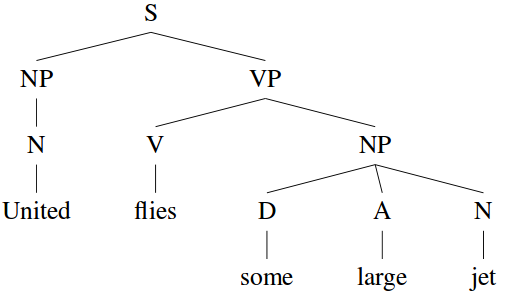 S
NP VP
N V NP
United flies D A N
some large jet